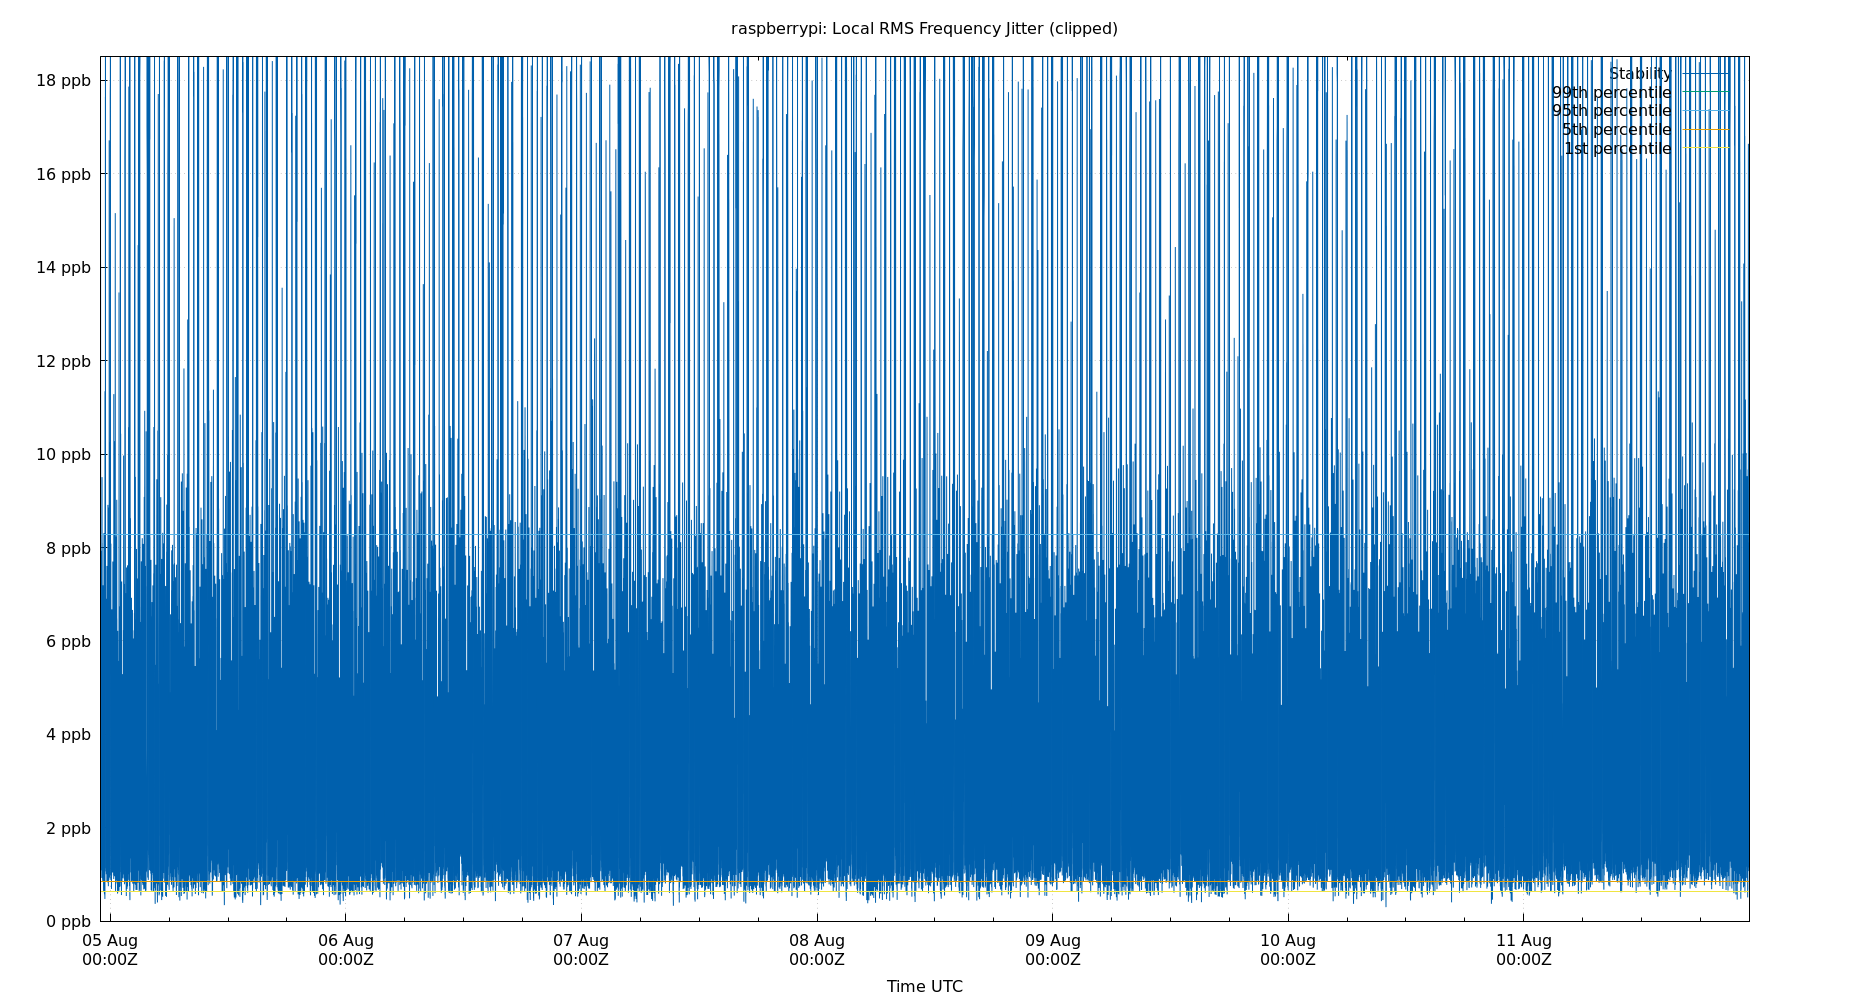 raspberrypi: Local RMS Frequency Jitter (clipped)
18 ppb
16 ppb
14 ppb
12 ppb
10 ppb
8 ppb
6 ppb
4 ppb
2 ppb
0 ppb
Stability
99th percentile
95th percentile
5th percentile
1st percentile
05 Aug 06 Aug 07 Aug 08 Aug 09 Aug 10 Aug 11 Aug
00:00Z 00:00Z 00:00Z 00:00Z 00:00Z 00:00Z 00:00Z
Time UTC